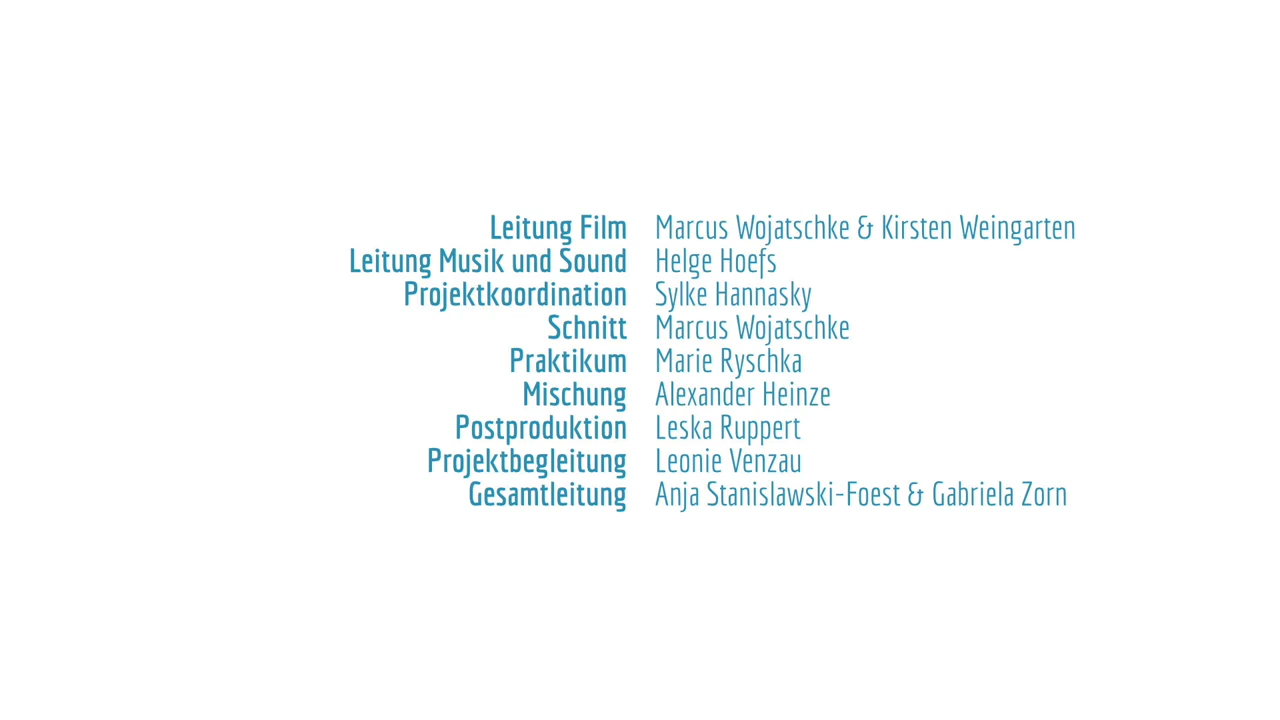 Leitung Film Marcus Wojatschke & Kirsten Weingarten
Leitung Musik und Sound Helge Hoefs
Projektkoordination Sylke Hannasky
Schnitt Marcus Wojatschke
Praktikum Marie Ryschka
Mischung Alexander Heinze
Postproduktion Leska Ruppert
Projektbegleitung Leonie Venzau
Gesamtleitung Anja Stanislawski-Foest & Gabriela Zorn